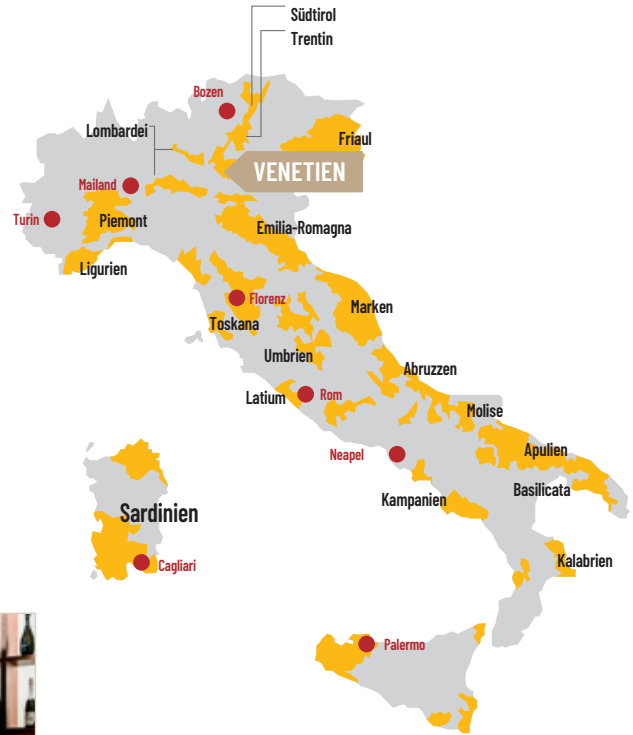 Südtirol
Trentin
Bozen
Lombardei
Friaul
VENETIEN
Mailand
Turin
Piemont
Emilia-Romagna
Ligurien
Florenz
Marken
Toskana
Umbrien
Abruzzen
Latium
Rom
Molise
Neapel
Apulien
Basilicata
Kampanien
Sardinien
Kalabrien
Cagliari
Palermo